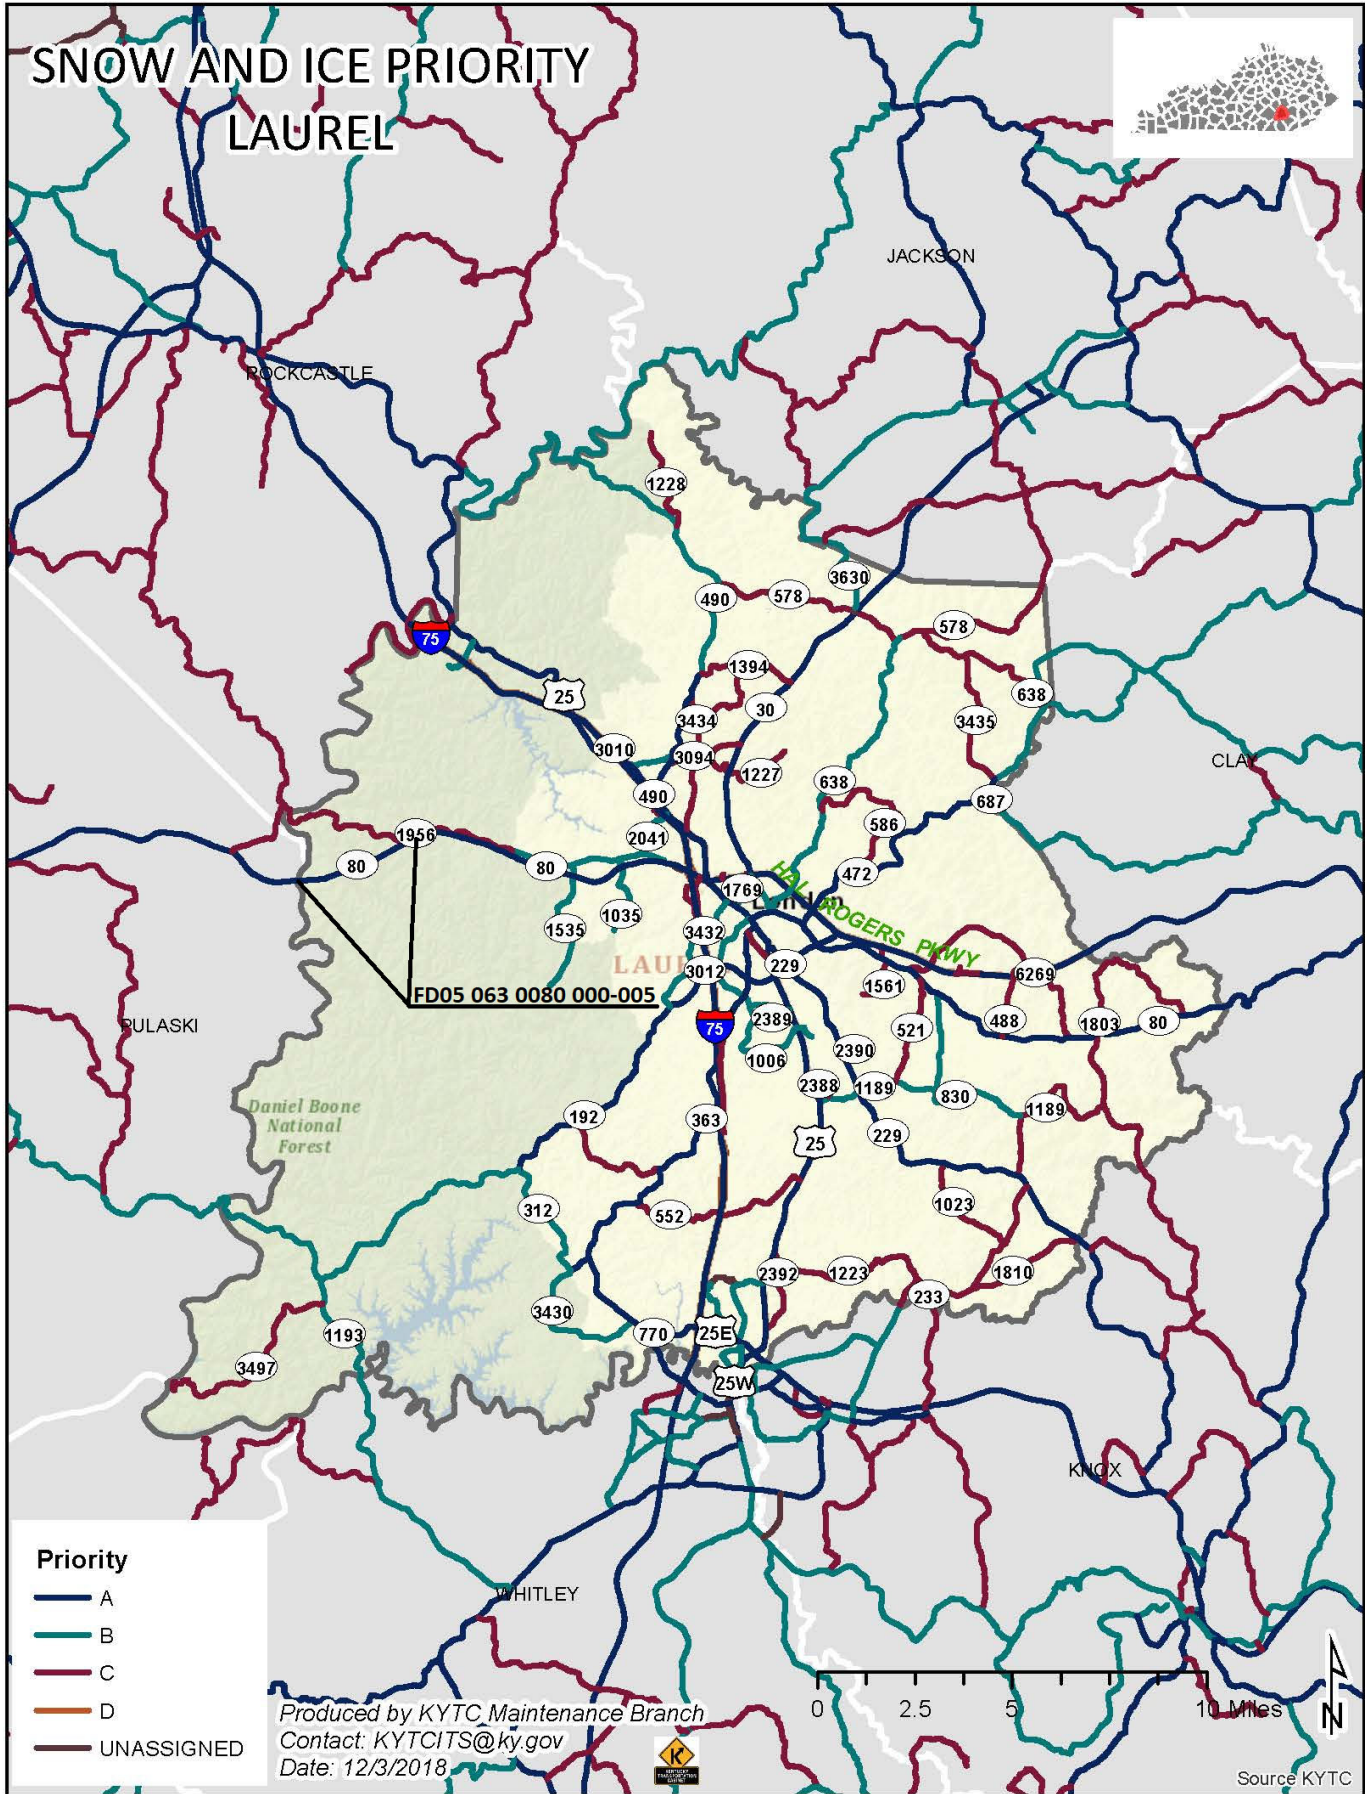 SNOW AND ICE PRIORITY
LAUREL
JACKSON
ROCKCASTLE
1228
3630
490
578
578
75
1394
638
25
30
3434
3435
3010
3094
CLAY
1227
638
490
687
586
1956
2041
80
80
472
HAL ROGERS PKWY
1769
London
1035
1535
3432
LAUREL
229
3012
6269
1561
FD05 063 0080 000-005
PULASKI
75
2389
521
488
1803
80
2390
1006
2388
1189
830
Daniel Boone
National
Forest
192
363
1189
25
229
312
552
1023
2392
1223
1810
233
3430
1193
770
25E
3497
25W
KNOX
Priority
A
B
C
D
UNASSIGNED
WHITLEY
0 2.5 5 10 Miles
N
Produced by KYTC Maintenance Branch
Contact: KYTCITS@ky.gov
Date: 12/3/2018
KENTUCKY
TRANSPORTATION
CABINET
Source KYTC